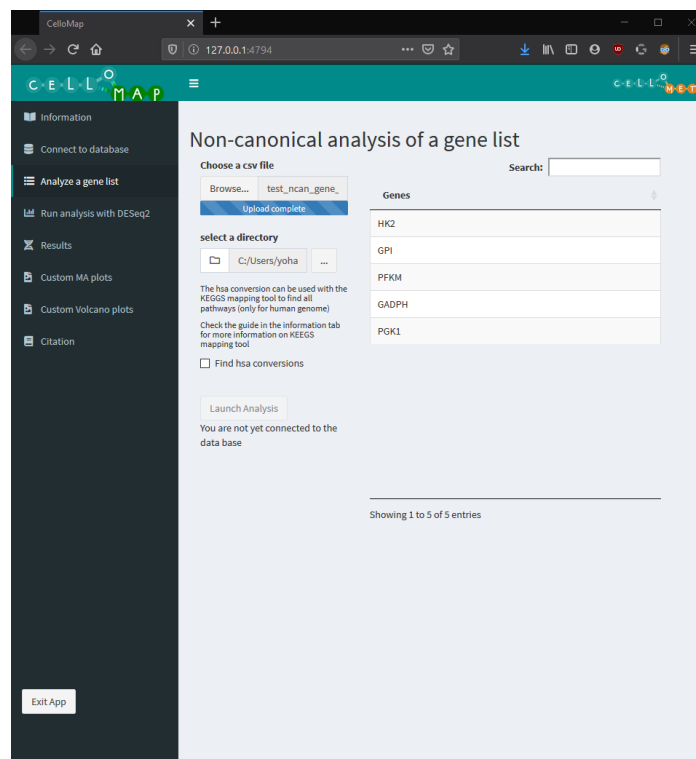 CelloMap
127.0.0.1:4794
C-E-L-L-O
M-A-P
C-E-L-L-O
M-E-T
Information
Connect to database
Analyze a gene list
Run analysis with DESeq2
Results
Custom MA plots
Custom Volcano plots
Citation
Exit App
Non-canonical analysis of a gene list
Choose a csv file
Browse... test_ncan_gene_
Upload complete
select a directory
C:/Users/yoha ...
The hsa conversion can be used with the
KEGGS mapping tool to find all
pathways (only for human genome)
Check the guide in the information tab
for more information on KEEGS
mapping tool
Find hsa conversions
Launch Analysis
You are not yet connected to the
data base
Search:
Genes
HK2
GPI
PFKM
GADPH
PGK1
Showing 1 to 5 of 5 entries